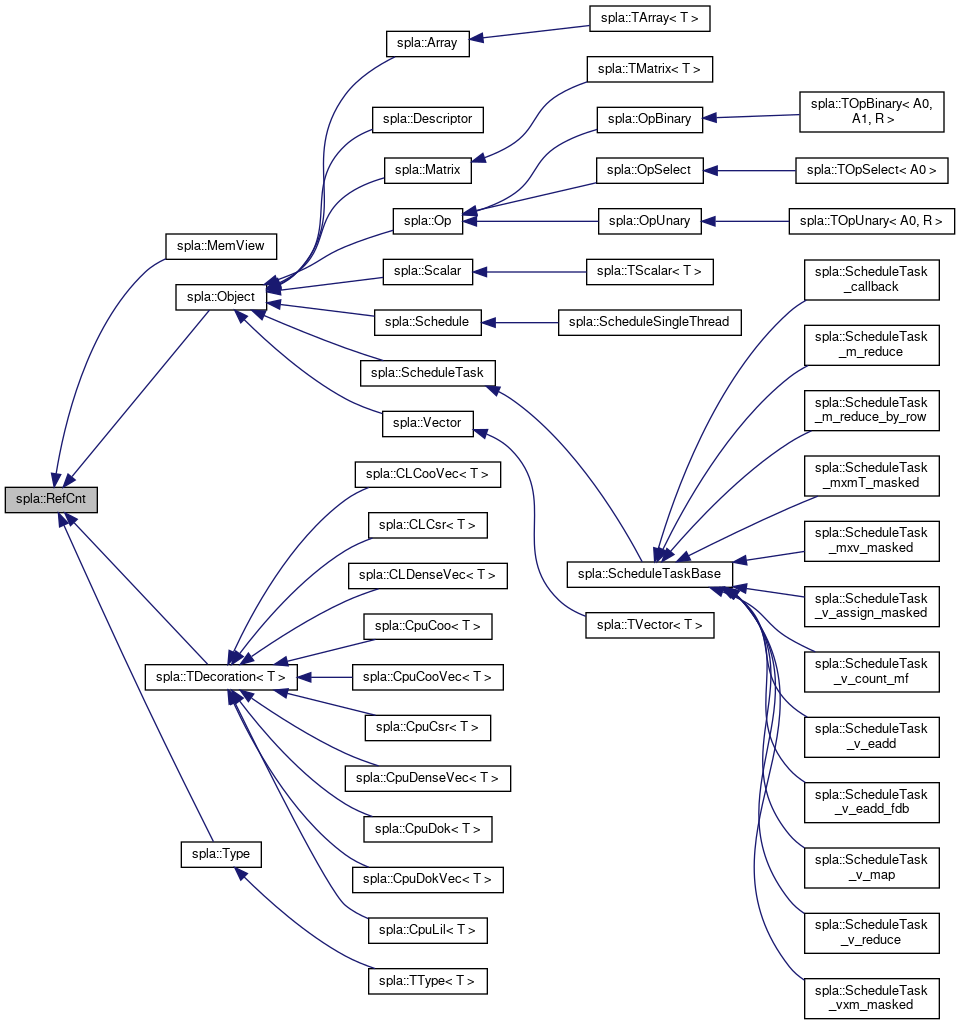 spla::RefCnt
spla::MemView
spla::Object
spla::TDecoration< T >
spla::Type
spla::Array
spla::Descriptor
spla::Matrix
spla::Op
spla::Scalar
spla::Schedule
spla::ScheduleTask
spla::Vector
spla::CLCooVec< T >
spla::CLCsr< T >
spla::CLDenseVec< T >
spla::CpuCoo< T >
spla::CpuCooVec< T >
spla::CpuCsr< T >
spla::CpuDenseVec< T >
spla::CpuDok< T >
spla::CpuDokVec< T >
spla::CpuLil< T >
spla::TType< T >
spla::TArray< T >
spla::TMatrix< T >
spla::OpBinary
spla::OpSelect
spla::OpUnary
spla::TScalar< T >
spla::ScheduleSingleThread
spla::ScheduleTaskBase
spla::TVector< T >
spla::TOpBinary< A0,
A1, R >
spla::TOpSelect< A0 >
spla::TOpUnary< A0, R >
spla::ScheduleTask
_callback
spla::ScheduleTask
_m_reduce
spla::ScheduleTask
_m_reduce_by_row
spla::ScheduleTask
_mxmT_masked
spla::ScheduleTask
_mxv_masked
spla::ScheduleTask
_v_assign_masked
spla::ScheduleTask
_v_count_mf
spla::ScheduleTask
_v_eadd
spla::ScheduleTask
_v_eadd_fdb
spla::ScheduleTask
_v_map
spla::ScheduleTask
_v_reduce
spla::ScheduleTask
_vxm_masked